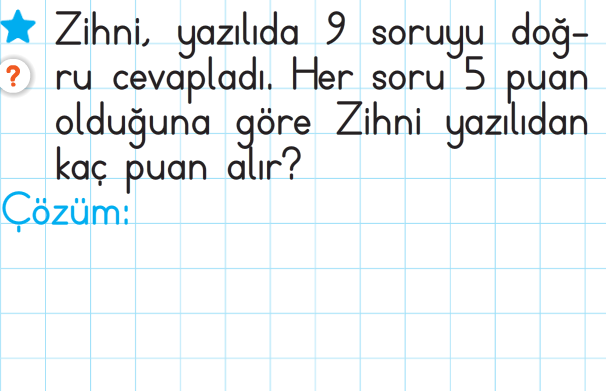 Zihni, yazılıda 9 soruyu doğ-
? ru cevapladı. Her soru 5 puan
olduğuna göre Zihni yazılıdan
kaç puan alır?
Çözüm: